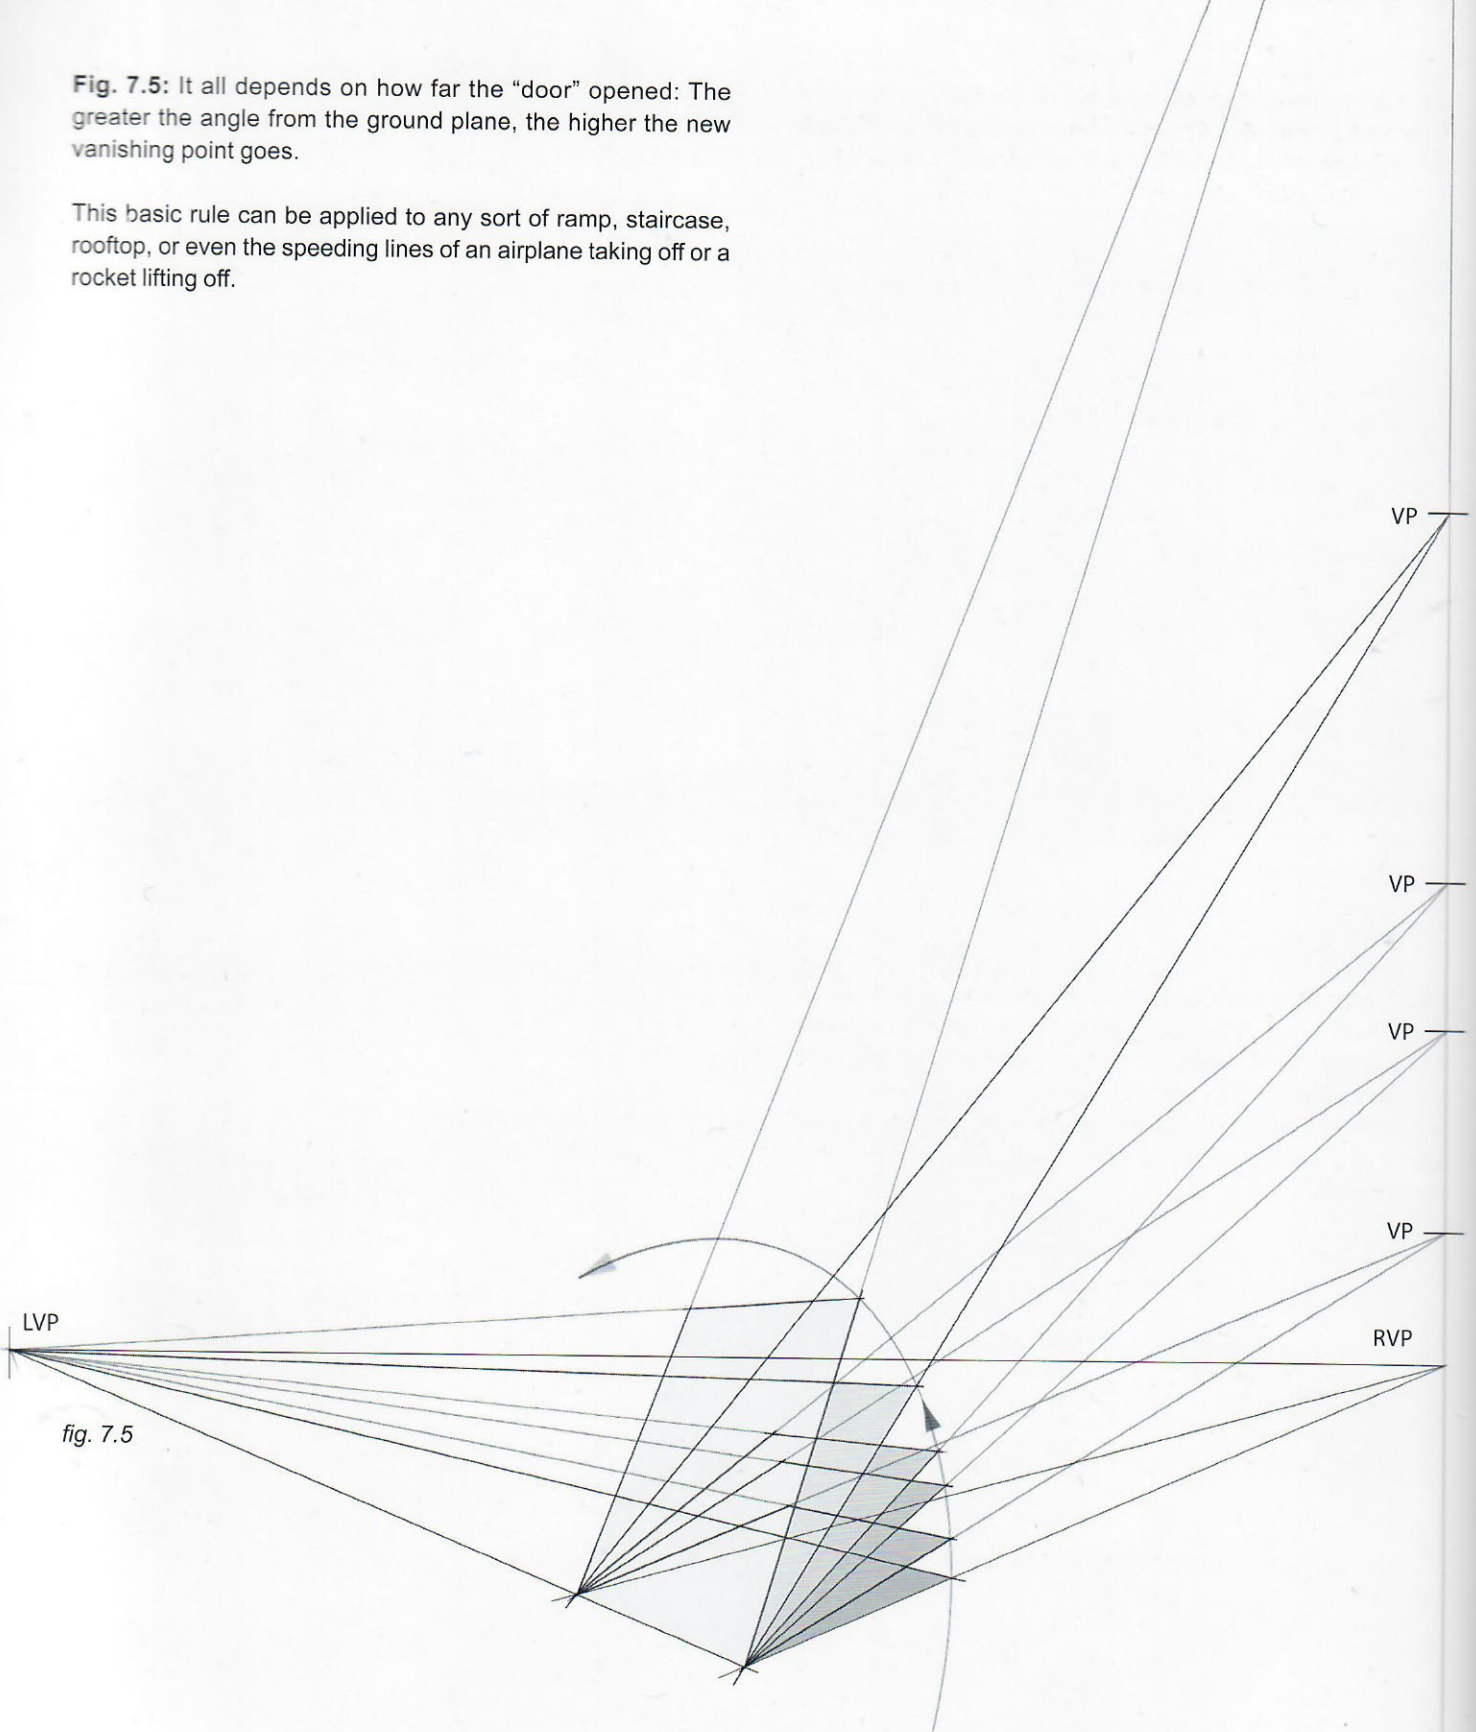 Fig. 7.5: It all depends on how far the “door” opened: The
greater the angle from the ground plane, the higher the new
vanishing point goes.
This basic rule can be applied to any sort of ramp, staircase,
rooftop, or even the speeding lines of an airplane taking off or a
rocket lifting off.
VP
VP
VP
VP
LVP
RVP
fig. 7.5